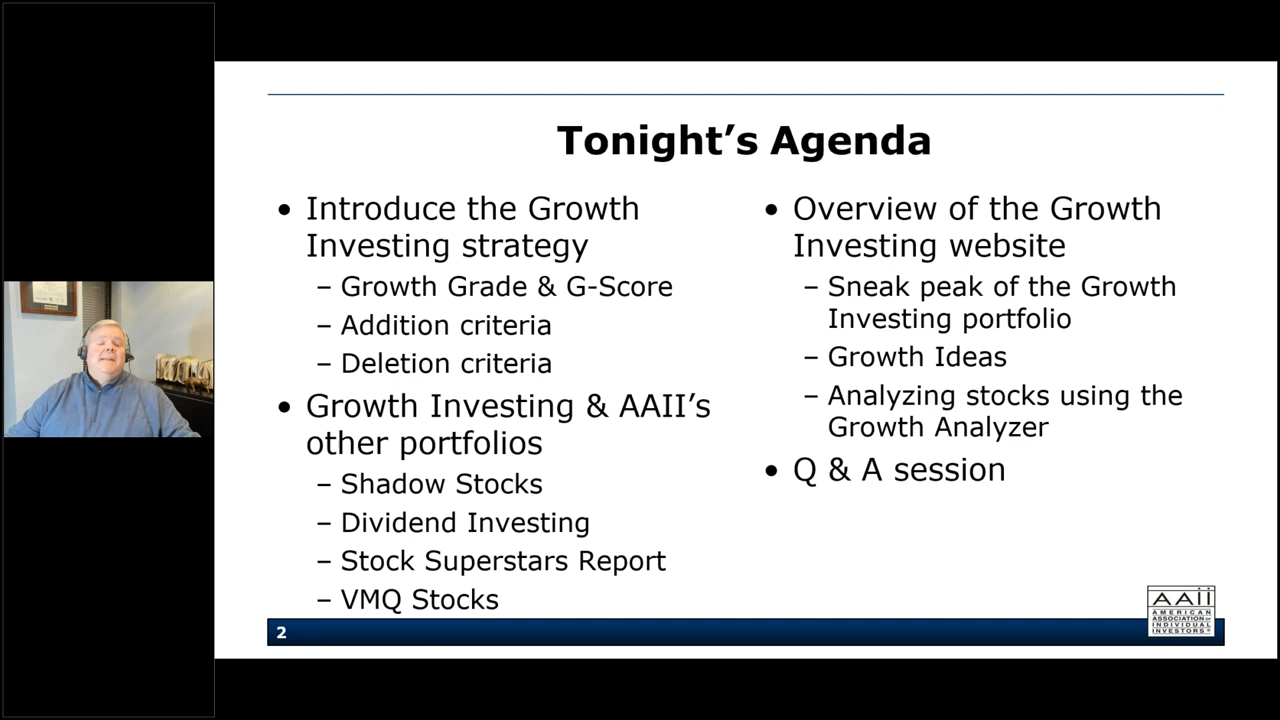 Tonight's Agenda
• Introduce the Growth
Investing strategy
– Growth Grade & G-Score
– Addition criteria
– Deletion criteria
• Growth Investing & AAII's
other portfolios
– Shadow Stocks
– Dividend Investing
– Stock Superstars Report
– VMQ Stocks
• Overview of the Growth
Investing website
– Sneak peak of the Growth
Investing portfolio
– Growth Ideas
– Analyzing stocks using the
Growth Analyzer
• Q & A session
2
AAII
AMERICAN
ASSOCIATION OF
INDIVIDUAL
INVESTORS®